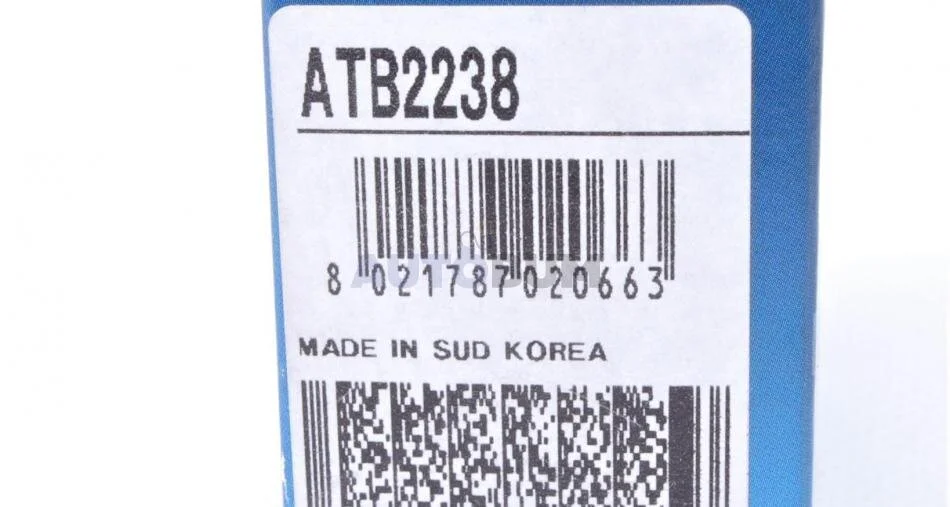 ATB2238
8 021787 020663
MADE IN SUD KOREA